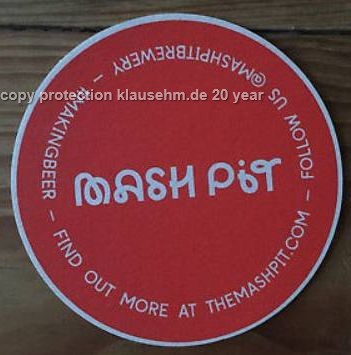 MASH PIT
FOLLOW US @MASHPITBREWERY – #MAKINGBEER – FIND OUT MORE AT THEMASHPIT.COM –
copy protection klausehm.de 20 year